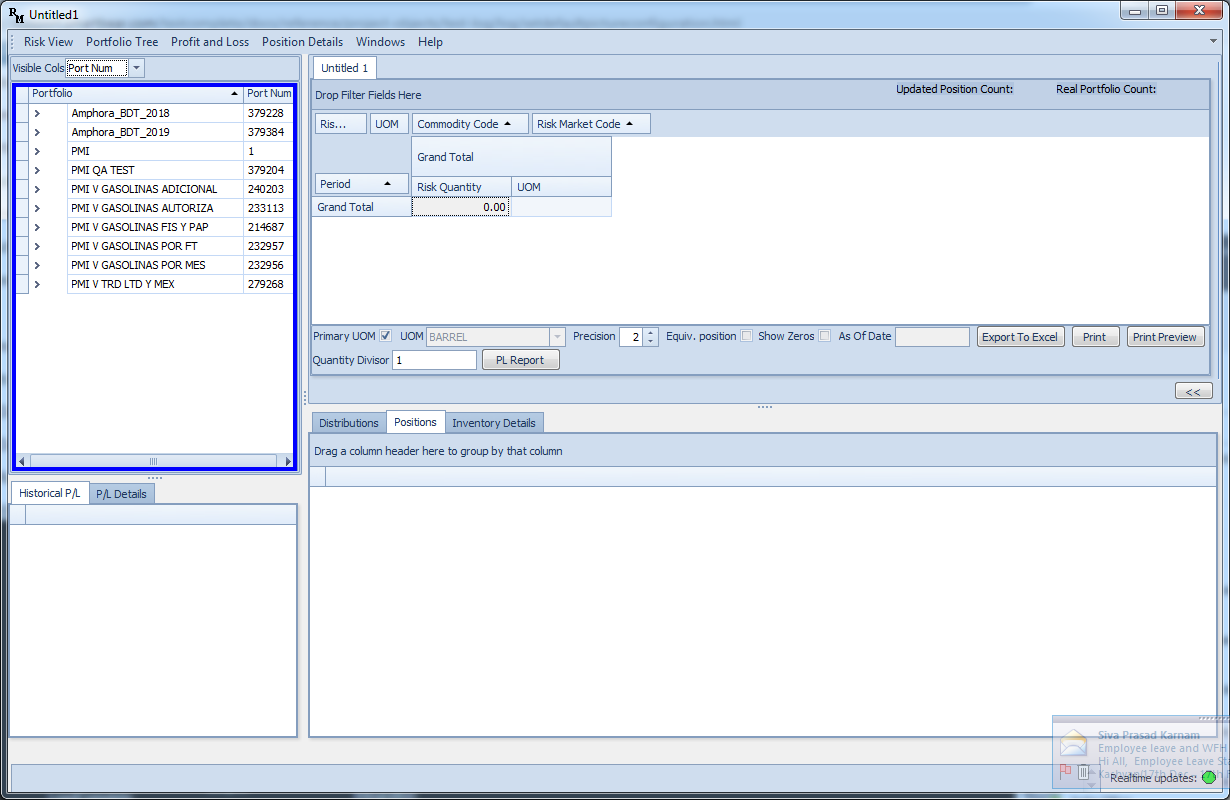 RM Untitled1
Risk View Portfolio Tree Profit and Loss Position Details Windows Help
Visible Cols Port Num
Portfolio Port Num
Amphora_BDT_2018 379228
Amphora_BDT_2019 379384
PMI 1
PMI QA TEST 379204
PMI V GASOLINAS ADICIONAL 240203
PMI V GASOLINAS AUTORIZA 233113
PMI V GASOLINAS FIS Y PAP 214687
PMI V GASOLINAS POR FT 232957
PMI V GASOLINAS POR MES 232956
PMI V TRD LTD Y MEX 279268
Historical P/L P/L Details
Untitled 1
Drop Filter Fields Here Updated Position Count: Real Portfolio Count:
Ris... UOM Commodity Code Risk Market Code
Grand Total
Period Risk Quantity UOM
Grand Total 0.00
Primary UOM UOM BARREL Precision 2 Equiv. position Show Zeros As Of Date Export To Excel Print Print Preview
Quantity Divisor 1 PL Report
<<
Distributions Positions Inventory Details
Drag a column header here to group by that column
Siva Prasad Karnam
Employee leave and WFH
Hi All, Employee Leave Sta
17th Dec
Realtime updates: